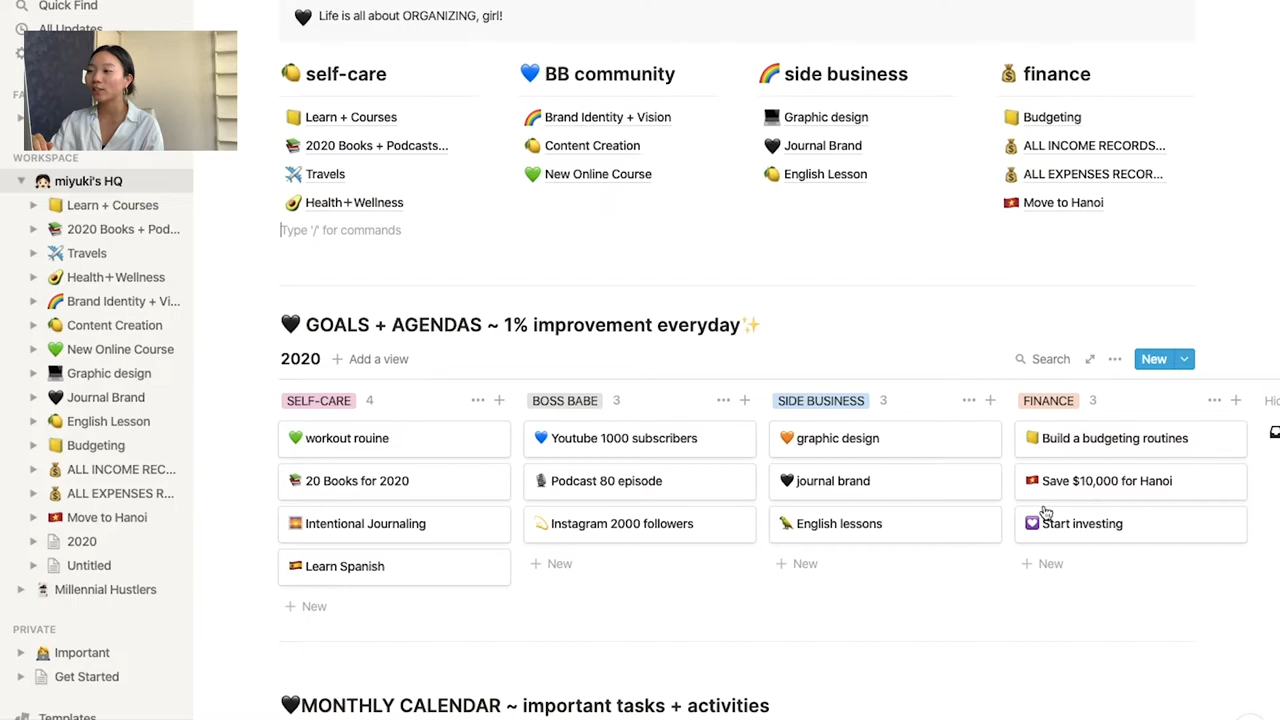 Quick Find
All Updates
WORKSPACE
miyuki's HQ
Learn + Courses
2020 Books + Pod...
Travels
Health+Wellness
Brand Identity + Vi...
Content Creation
New Online Course
Graphic design
Journal Brand
English Lesson
Budgeting
ALL INCOME REC...
ALL EXPENSES R...
Move to Hanoi
2020
Untitled
Millennial Hustlers
PRIVATE
Important
Get Started
Templates
🖤 Life is all about ORGANIZING, girl!
🍋 self-care
Learn + Courses
2020 Books + Podcasts...
Travels
Health+Wellness
Type '/' for commands
💙 BB community
Brand Identity + Vision
Content Creation
New Online Course
🌈 side business
Graphic design
Journal Brand
English Lesson
💰 finance
Budgeting
ALL INCOME RECORDS...
ALL EXPENSES RECOR...
Move to Hanoi
🖤 GOALS + AGENDAS ~ 1% improvement everyday✨
2020 + Add a view Search ... New
SELF-CARE 4
workout rouine
20 Books for 2020
Intentional Journaling
Learn Spanish
+ New
BOSS BABE 3
Youtube 1000 subscribers
Podcast 80 episode
Instagram 2000 followers
+ New
SIDE BUSINESS 3
graphic design
journal brand
English lessons
+ New
FINANCE 3
Build a budgeting routines
Save $10,000 for Hanoi
Start investing
+ New
🖤MONTHLY CALENDAR ~ important tasks + activities